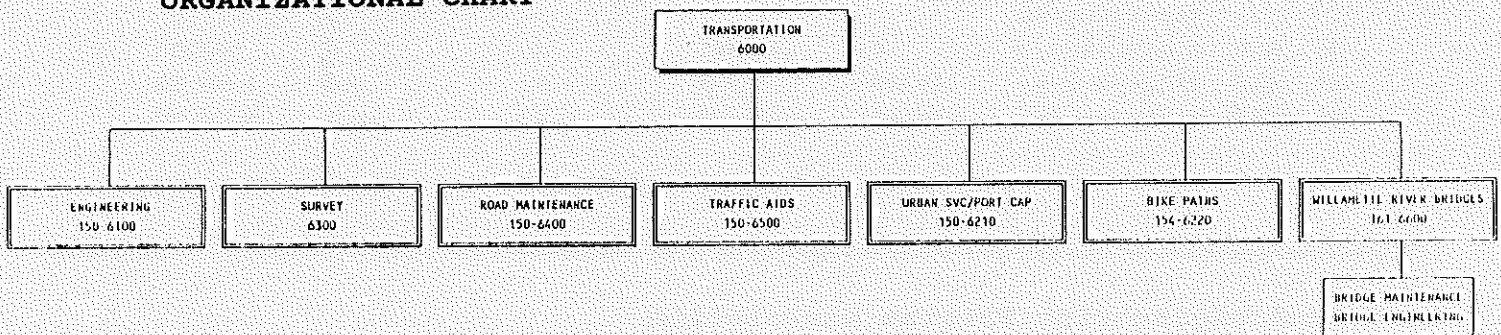 ORGANIZATIONAL CHART
TRANSPORTATION
6000
ENGINEERING
150-6100
SURVEY
6300
ROAD MAINTENANCE
150-6400
TRAFFIC AIDS
150-6500
URBAN SVC/PORT CAP
150-6210
BIKE PATHS
154-6220
WILLAMETTE RIVER BRIDGES
161-6600
BRIDGE MAINTENANCE
BRIDGE ENGINEERING